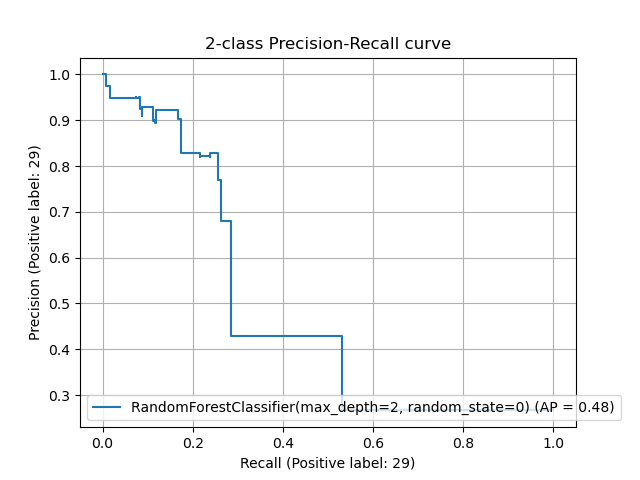 2-class Precision-Recall curve
1.0
0.9
0.8
0.7
0.6
0.5
0.4
0.3
Precision (Positive label: 29)
RandomForestClassifier(max_depth=2, random_state=0) (AP = 0.48)
0.0 0.2 0.4 0.6 0.8 1.0
Recall (Positive label: 29)